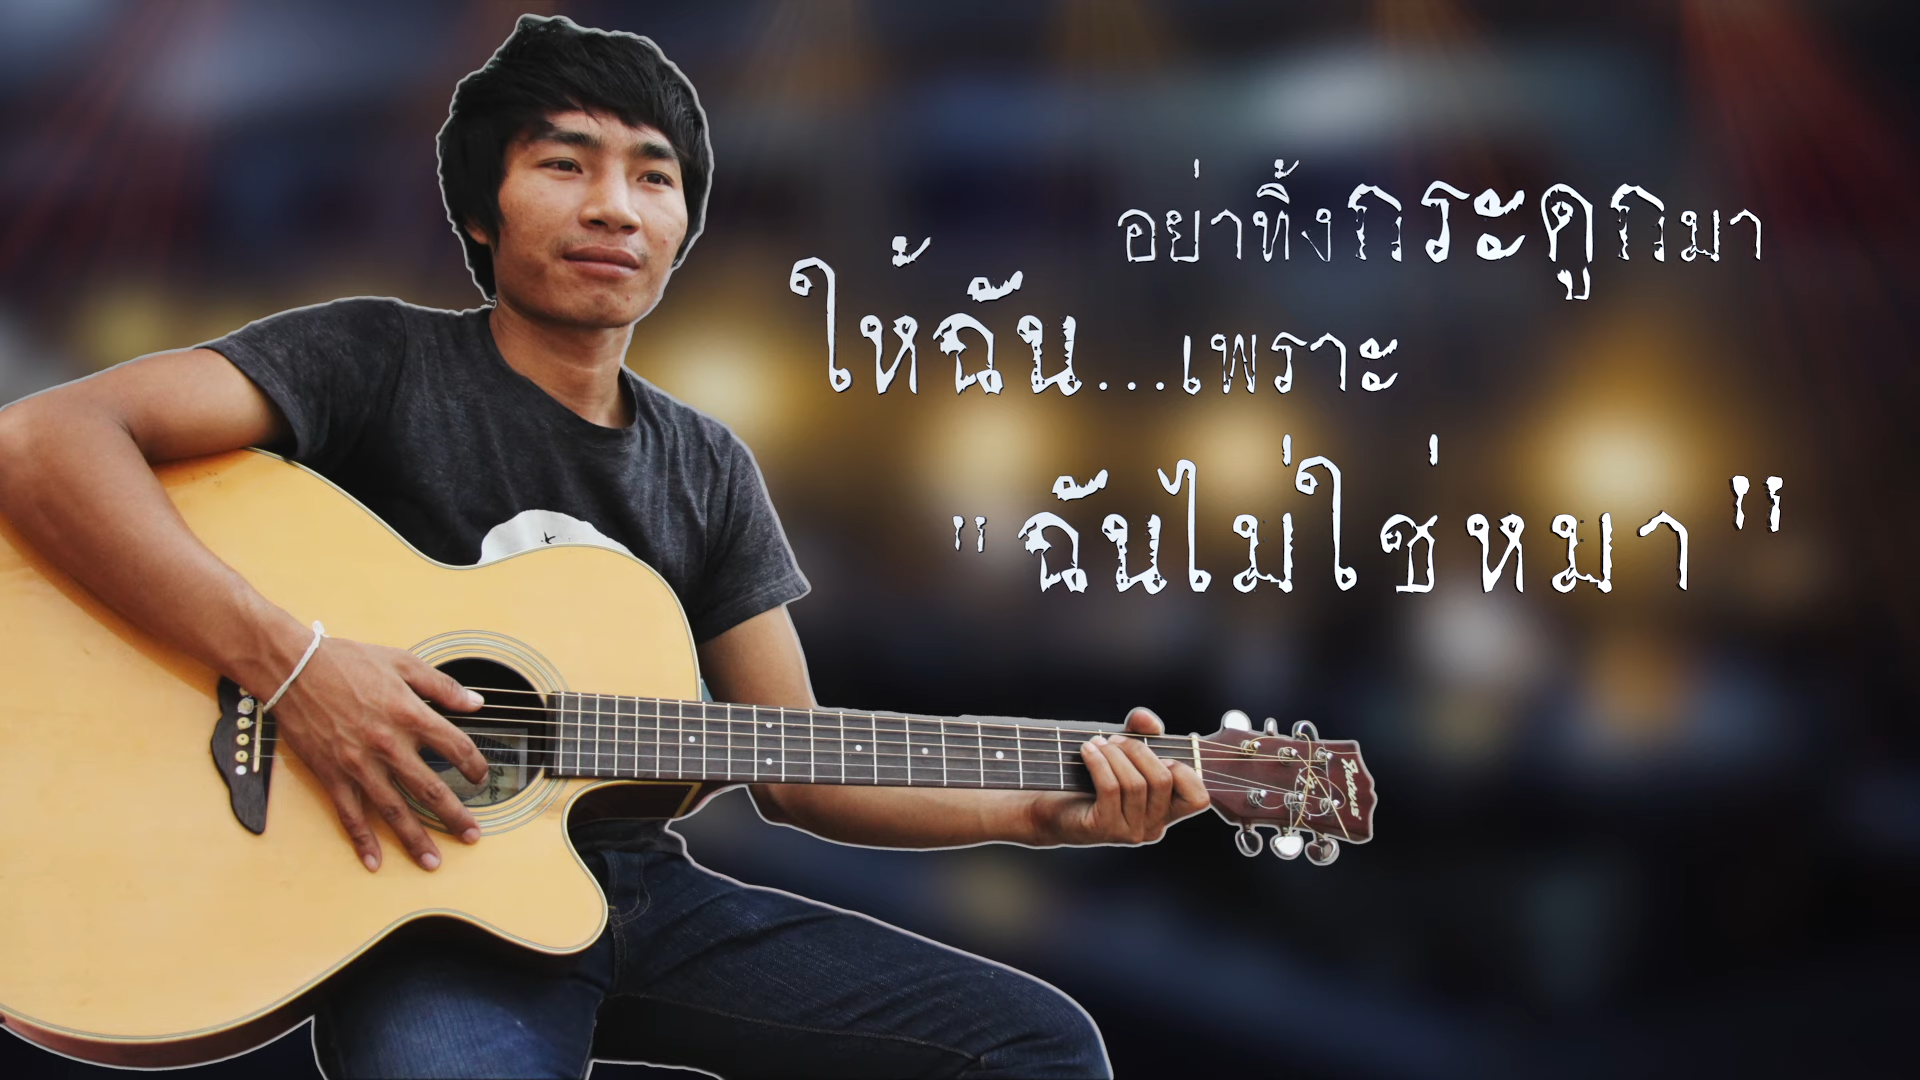 อย่าทิ้งกระดูกมา
ให้ฉัน...เพราะ
"ฉันไม่ใช่หมา"